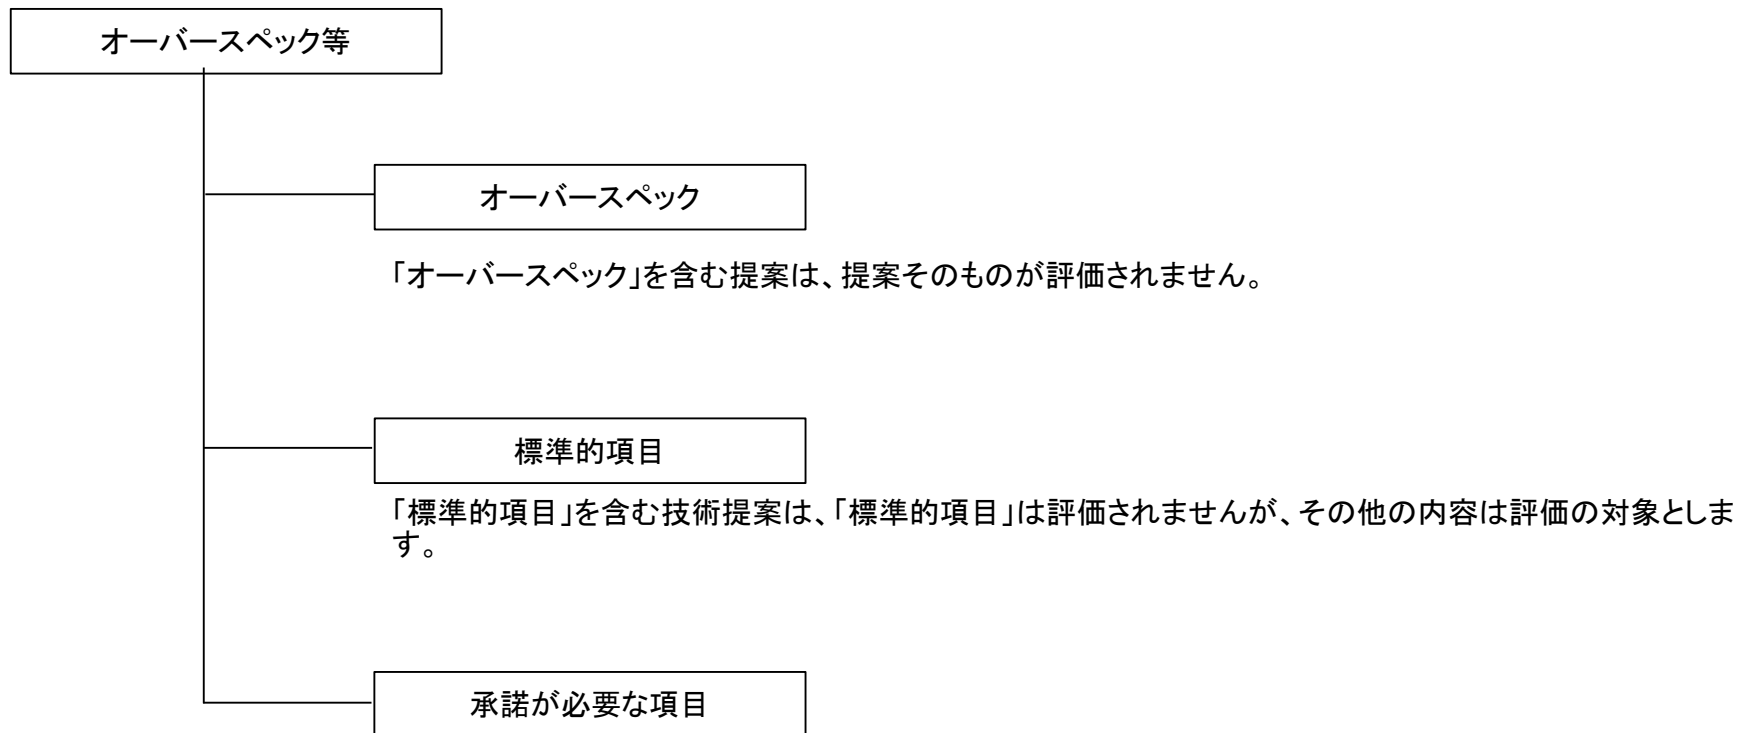 オーバースペック等
オーバースペック
「オーバースペック」を含む提案は、提案そのものが評価されません。
標準的項目
「標準的項目」を含む技術提案は、「標準的項目」は評価されませんが、その他の内容は評価の対象としま
す。
承諾が必要な項目